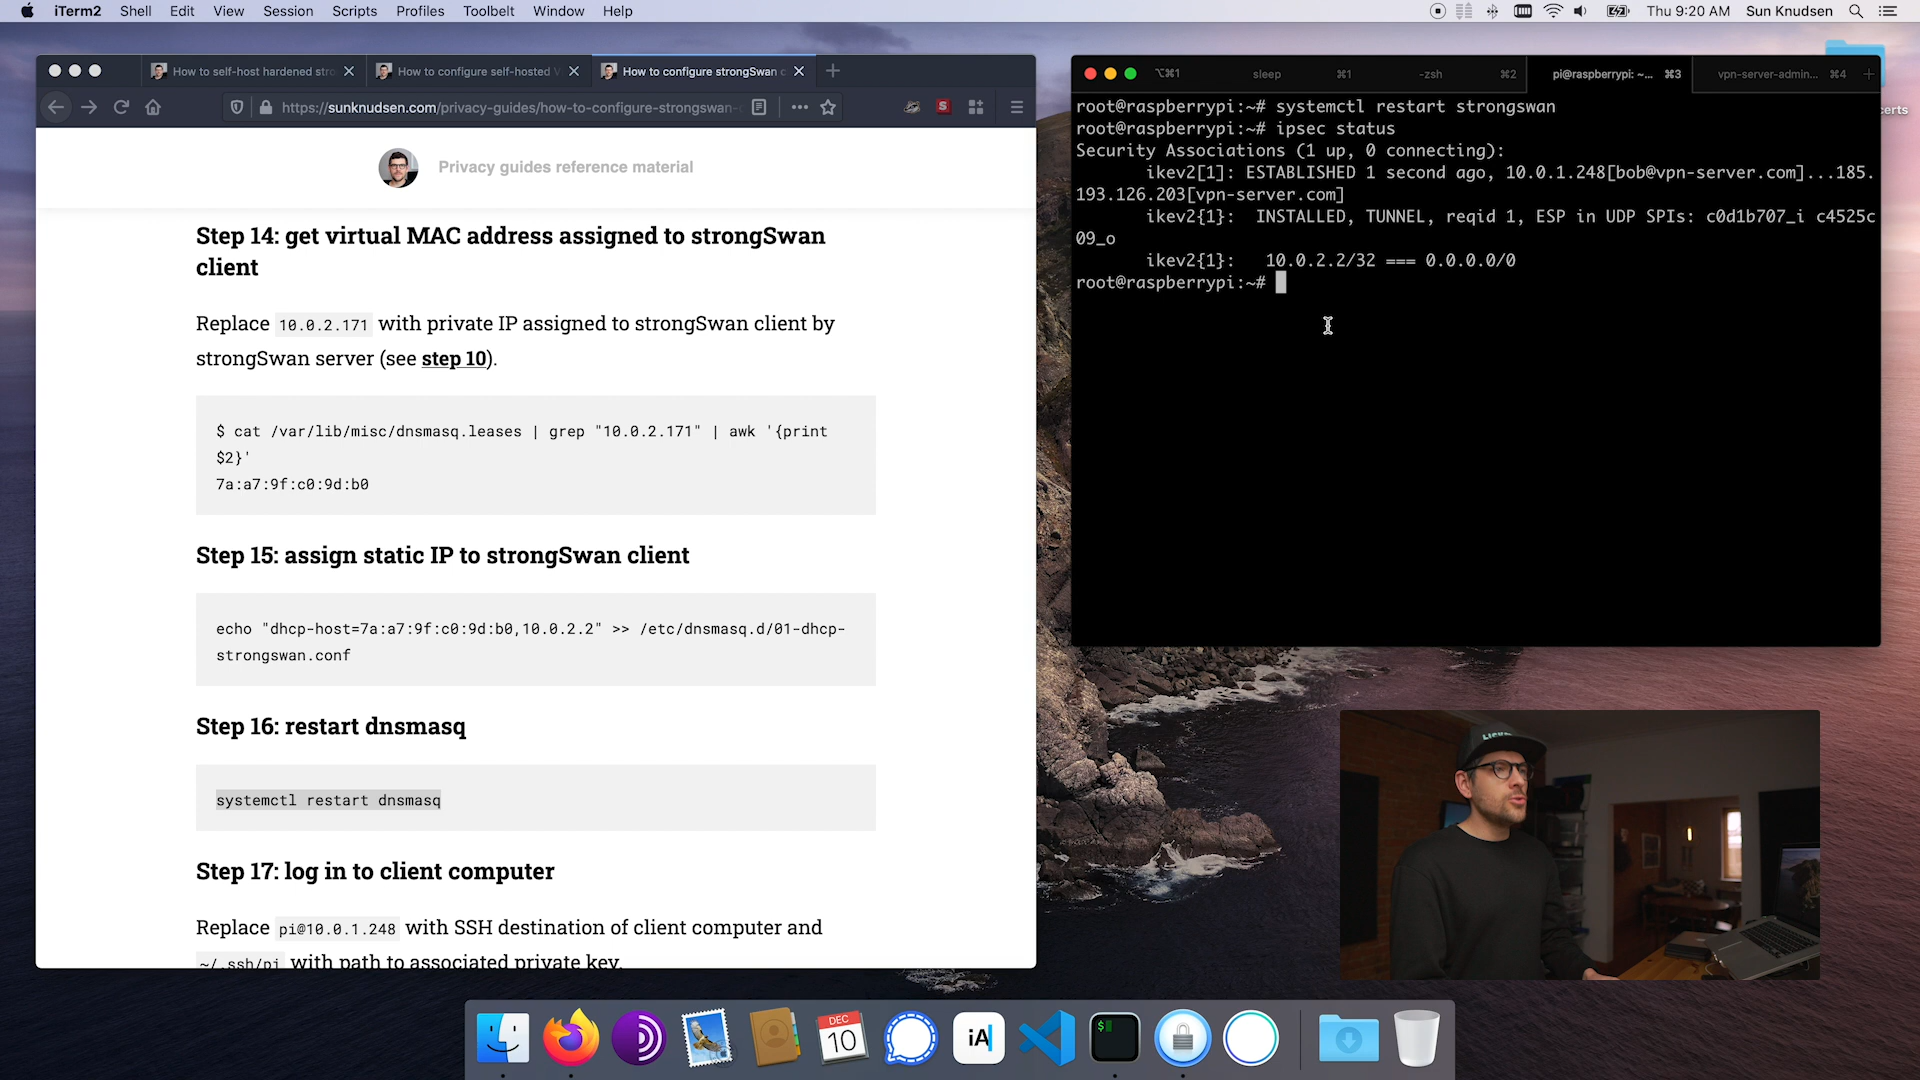 iTerm2 Shell Edit View Session Scripts Profiles Toolbelt Window Help
Thu 9:20 AM Sun Knudsen
How to self-host hardened stro
How to configure self-hosted V
How to configure strongSwan c
https://sunknudsen.com/privacy-guides/how-to-configure-strongswan-
Privacy guides reference material
Step 14: get virtual MAC address assigned to strongSwan
client
Replace 10.0.2.171 with private IP assigned to strongSwan client by
strongSwan server (see step 10).
$ cat /var/lib/misc/dnsmasq.leases | grep "10.0.2.171" | awk '{print
$2}'
7a:a7:9f:c0:9d:b0
Step 15: assign static IP to strongSwan client
echo "dhcp-host=7a:a7:9f:c0:9d:b0,10.0.2.2" >> /etc/dnsmasq.d/01-dhcp-
strongswan.conf
Step 16: restart dnsmasq
systemctl restart dnsmasq
Step 17: log in to client computer
Replace pi@10.0.1.248 with SSH destination of client computer and
~/.ssh/pi with path to associated private key.
⌥⌘1 sleep ⌘1 -zsh ⌘2 pi@raspberrypi: ~... ⌘3 vpn-server-admin... ⌘4
root@raspberrypi:~# systemctl restart strongswan
root@raspberrypi:~# ipsec status
Security Associations (1 up, 0 connecting):
ikev2[1]: ESTABLISHED 1 second ago, 10.0.1.248[bob@vpn-server.com]...185.
193.126.203[vpn-server.com]
ikev2{1}: INSTALLED, TUNNEL, reqid 1, ESP in UDP SPIs: c0d1b707_i c4525c
09_o
ikev2{1}: 10.0.2.2/32 === 0.0.0.0/0
root@raspberrypi:~#
certs
DEC
10
iA
$
S